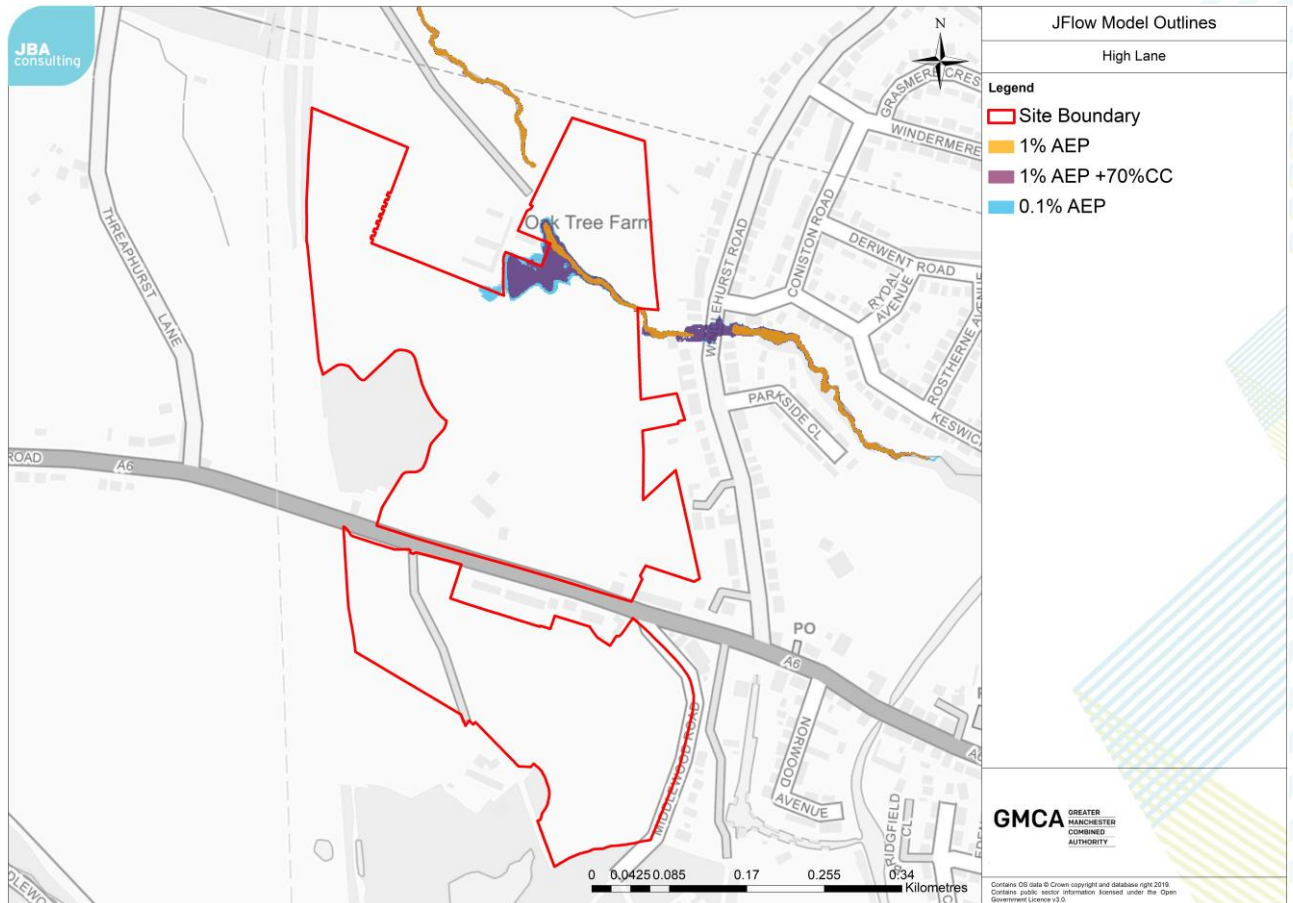 JBA
consulting
N
JFlow Model Outlines
High Lane
Legend
Site Boundary
1% AEP
1% AEP +70%CC
0.1% AEP
GRASMERE CRES
WINDERMERE
CONISTON ROAD
DERWENT ROAD
RYDAL
AVENUE
ROSTHERNE AVENUE
KESWIC
Oak Tree Farm
THREAPHURST LANE
PARKSIDE CL
ROAD
A6
PO
A6
A6
NORWOOD
AVENUE
MIDDLEWOOD ROAD
RIDGFIELD
CL
0 0.0425 0.085 0.17 0.255 0.34
Kilometres
GMCA
GREATER
MANCHESTER
COMBINED
AUTHORITY
Contains OS data © Crown copyright and database right 2019.
Contains public sector information licensed under the Open
Government Licence v3.0.